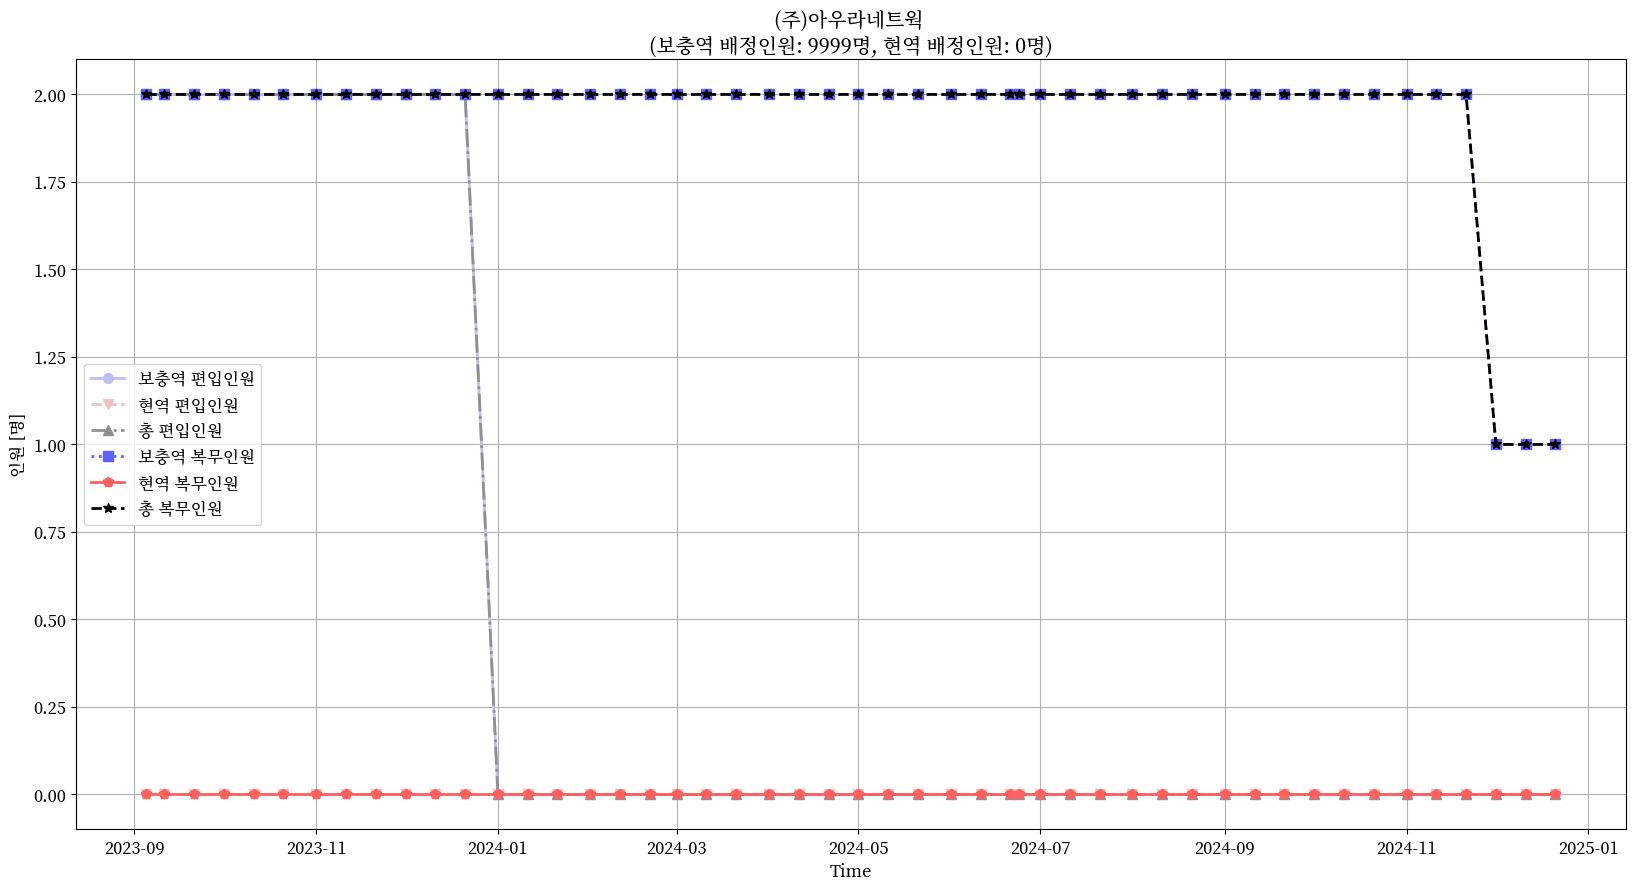 (주)아우라네트웍
(보충역 배정인원: 9999명, 현역 배정인원: 0명)
인원 [명]
2.00
1.75
1.50
1.25
1.00
0.75
0.50
0.25
0.00
보충역 편입인원
현역 편입인원
총 편입인원
보충역 복무인원
현역 복무인원
총 복무인원
2023-09
2023-11
2024-01
2024-03
2024-05
2024-07
2024-09
2024-11
2025-01
Time